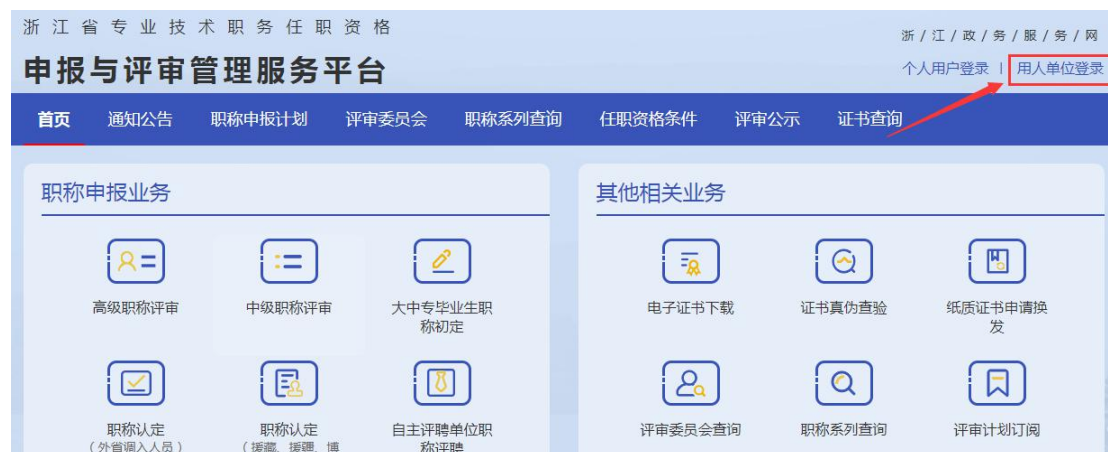 浙江省专业技术职务任职资格
申报与评审管理服务平台
浙/江/政/务/服/务/网
个人用户登录 | 用人单位登录
首页 通知公告 职称申报计划 评审委员会 职称系列查询 任职资格条件 评审公示 证书查询
职称申报业务
高级职称评审 中级职称评审 大中专毕业生职
称初定
职称认定 职称认定 自主评聘单位职
(外省调入人员) (援藏、援疆、博 称评聘
其他相关业务
电子证书下载 证书真伪查验 纸质证书申请换
发
评审委员会查询 职称系列查询 评审计划订阅